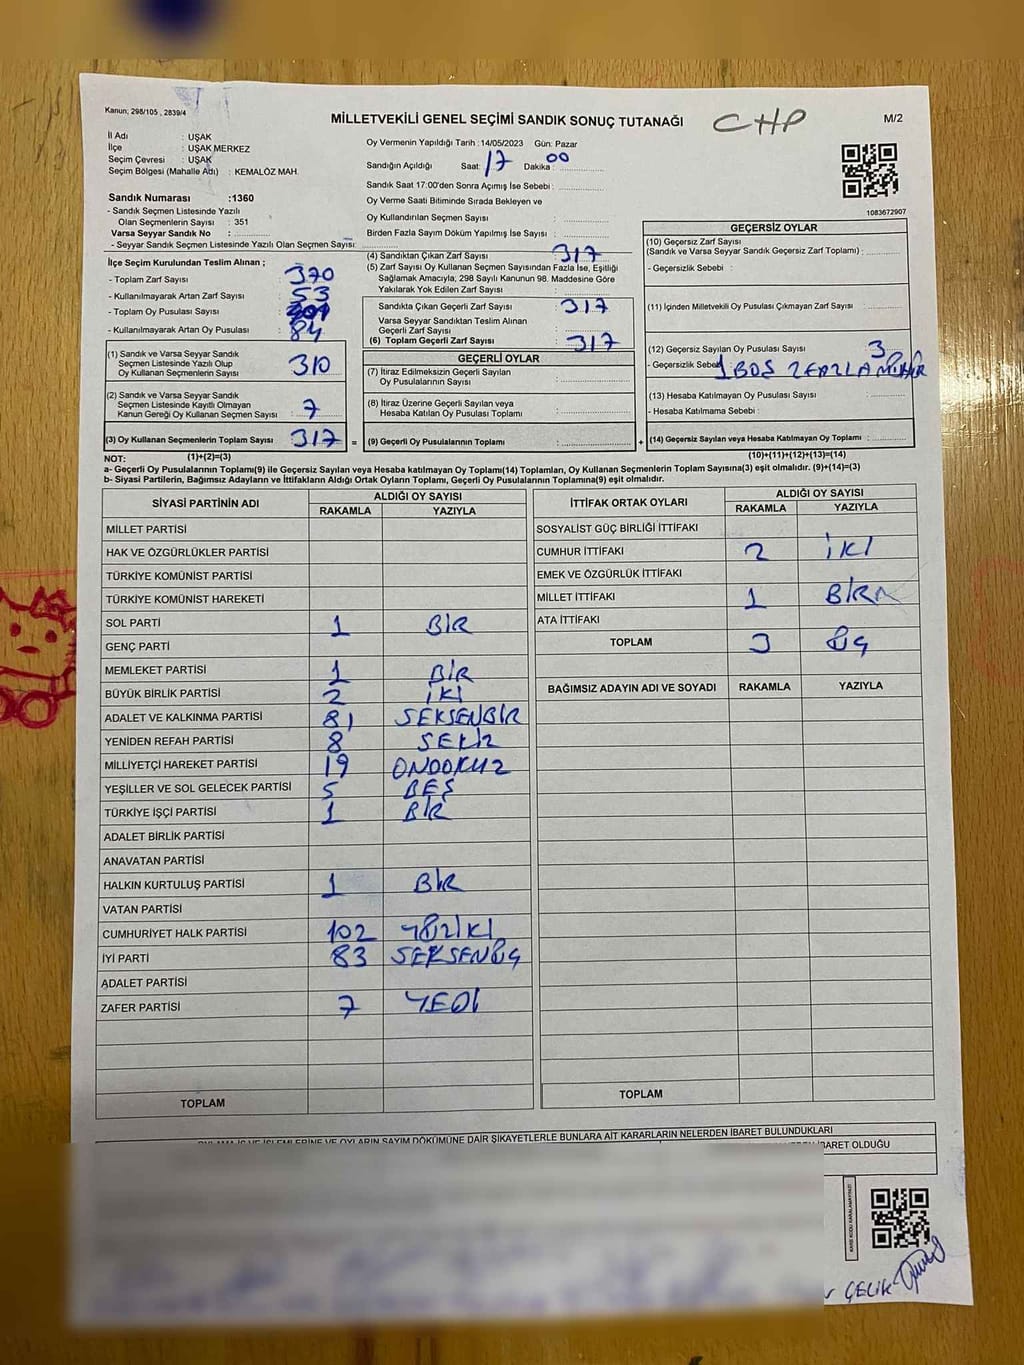 Kanun; 298/105 , 2839/4
MİLLETVEKİLİ GENEL SEÇİMİ SANDIK SONUÇ TUTANAĞI
CHP
M/2
İl Adı : UŞAK
İlçe : UŞAK MERKEZ
Seçim Çevresi : UŞAK
Seçim Bölgesi (Mahalle Adı) : KEMALÖZ MAH.
Sandık Numarası :1360
- Sandık Seçmen Listesinde Yazılı
Olan Seçmenlerin Sayısı : 351
Varsa Seyyar Sandık No :
- Seyyar Sandık Seçmen Listesinde Yazılı Olan Seçmen Sayısı:
Oy Vermenin Yapıldığı Tarih :14/05/2023 Gün: Pazar
Sandığın Açıldığı Saat: 17 Dakika : 00
Sandık Saat 17:00'den Sonra Açımış İse Sebebi :
Oy Verme Saati Bitiminde Sırada Bekleyen ve
Oy Kullandırılan Seçmen Sayısı :
Birden Fazla Sayım Döküm Yapılmış İse Sayısı :
1083672907
İlçe Seçim Kurulundan Teslim Alınan ;
- Toplam Zarf Sayısı : 370
- Kullanılmayarak Artan Zarf Sayısı : 53
- Toplam Oy Pusulası Sayısı :
- Kullanılmayarak Artan Oy Pusulası : 84
(1) Sandık ve Varsa Seyyar Sandık
Seçmen Listesinde Yazılı Olup
Oy Kullanan Seçmenlerin Sayısı : 310
(2) Sandık ve Varsa Seyyar Sandık
Seçmen Listesinde Kayıtlı Olmayan
Kanun Gereği Oy Kullanan Seçmen Sayısı : 7
(3) Oy Kullanan Seçmenlerin Toplam Sayısı : 317 =
(4) Sandıktan Çıkan Zarf Sayısı : 317
(5) Zarf Sayısı Oy Kullanan Seçmen Sayısından Fazla İse, Eşitliği
Sağlamak Amacıyla; 298 Sayılı Kanunun 98. Maddesine Göre
Yakılarak Yok Edilen Zarf Sayısı :
Sandıkta Çıkan Geçerli Zarf Sayısı : 317
Varsa Seyyar Sandıktan Teslim Alınan
Geçerli Zarf Sayısı :
(6) Toplam Geçerli Zarf Sayısı : 317
GEÇERLİ OYLAR
(7) İtiraz Edilmeksizin Geçerli Sayılan
Oy Pusulalarının Sayısı :
(8) İtiraz Üzerine Geçerli Sayılan veya
Hesaba Katılan Oy Pusulası Toplamı :
(9) Geçerli Oy Pusulalarının Toplamı : +
GEÇERSİZ OYLAR
(10) Geçersiz Zarf Sayısı
(Sandık ve Varsa Seyyar Sandık Geçersiz Zarf Toplamı) :
- Geçersizlik Sebebi :
(11) İçinden Milletvekili Oy Pusulası Çıkmayan Zarf Sayısı :
(12) Geçersiz Sayılan Oy Pusulası Sayısı : 3
- Geçersizlik Sebebi 1 BOŞ
(13) Hesaba Katılmayan Oy Pusulası Sayısı :
- Hesaba Katılmama Sebebi :
(14) Geçersiz Sayılan veya Hesaba Katılmayan Oy Toplamı :
NOT: (1)+(2)=(3)
(10)+(11)+(12)+(13)=(14)
a- Geçerli Oy Pusulalarının Toplamı(9) ile Geçersiz Sayılan veya Hesaba katılmayan Oy Toplamı(14) Toplamları, Oy Kullanan Seçmenlerin Toplam Sayısına(3) eşit olmalıdır. (9)+(14)=(3)
b- Siyasi Partilerin, Bağımsız Adayların ve İttifakların Aldığı Ortak Oyların Toplamı, Geçerli Oy Pusulalarının Toplamına(9) eşit olmalıdır.
SİYASİ PARTİNİN ADI
ALDIĞI OY SAYISI
RAKAMLA YAZIYLA
MİLLET PARTİSİ
HAK VE ÖZGÜRLÜKLER PARTİSİ
TÜRKİYE KOMÜNİST PARTİSİ
TÜRKİYE KOMÜNİST HAREKETİ
SOL PARTİ 1 BİR
GENÇ PARTİ
MEMLEKET PARTİSİ 1 BİR
BÜYÜK BİRLİK PARTİSİ 2 İKİ
ADALET VE KALKINMA PARTİSİ 81 SEKSENBİR
YENİDEN REFAH PARTİSİ 8 SEKİZ
MİLLİYETÇİ HAREKET PARTİSİ 19 ONDOKUZ
YEŞİLLER VE SOL GELECEK PARTİSİ 5 BEŞ
TÜRKİYE İŞÇİ PARTİSİ 1 BİR
ADALET BİRLİK PARTİSİ
ANAVATAN PARTİSİ
HALKIN KURTULUŞ PARTİSİ 1 BİR
VATAN PARTİSİ
CUMHURİYET HALK PARTİSİ 102 YÜZİKİ
İYİ PARTİ 83 SEKSENÜÇ
ADALET PARTİSİ
ZAFER PARTİSİ 7 YEDİ
TOPLAM
İTTİFAK ORTAK OYLARI
ALDIĞI OY SAYISI
RAKAMLA YAZIYLA
SOSYALİST GÜÇ BİRLİĞİ İTTİFAKI
CUMHUR İTTİFAKI 2 İKİ
EMEK VE ÖZGÜRLÜK İTTİFAKI
MİLLET İTTİFAKI 1 BİR
ATA İTTİFAKI
TOPLAM 3 ÜÇ
BAĞIMSIZ ADAYIN ADI VE SOYADI RAKAMLA YAZIYLA
TOPLAM
OYLAMA İŞ VE İŞLEMLERİNE VE OYLARIN SAYIM DÖKÜMÜNE DAİR ŞİKAYETLERLE BUNLARA AİT KARARLARIN NELERDEN İBARET BULUNDUKLARI
İBARET OLDUĞU
KARE KODU KARALAMAYINIZ!
ÇELİK